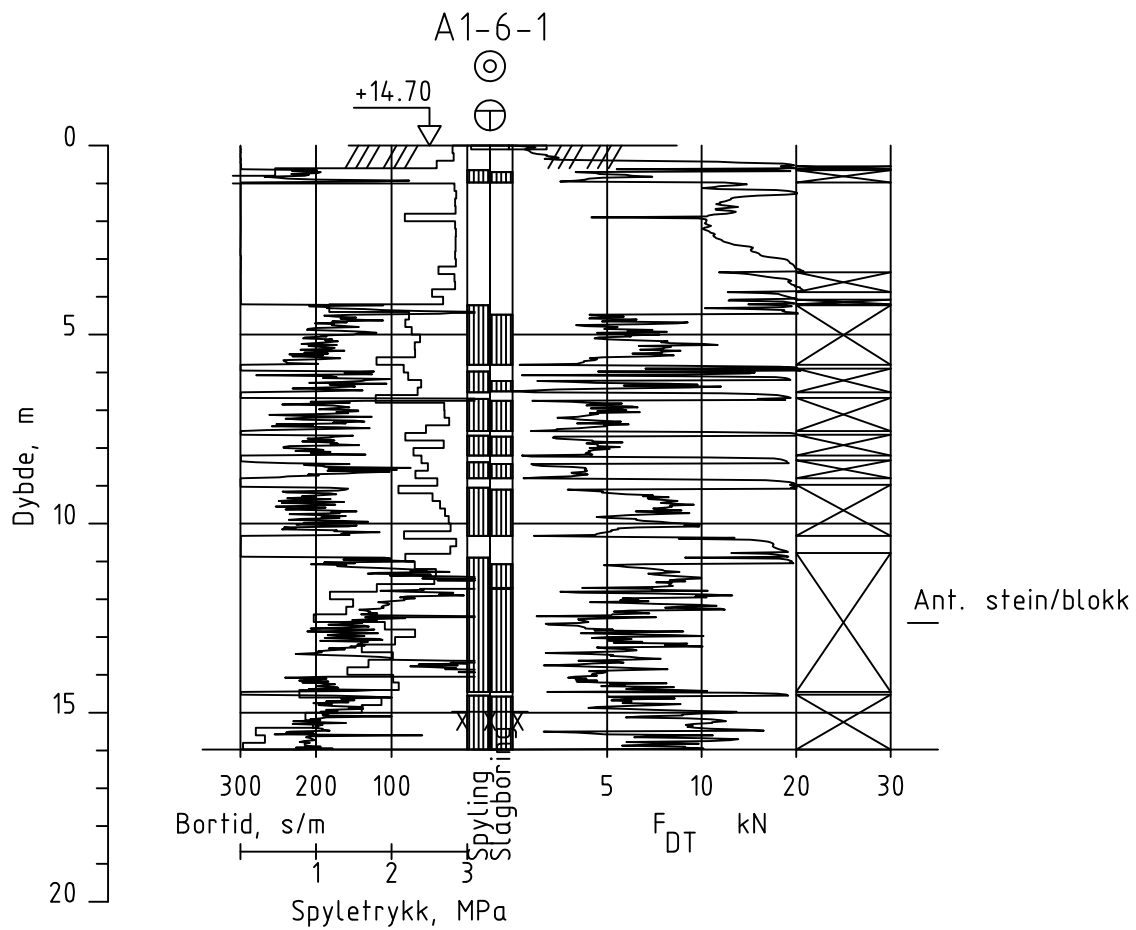 A1-6-1
+14.70
0
5
10
15
20
Dybde, m
Ant. stein/blokk
300 200 100
5 10 20 30
Bortid, s/m
Spyling
Slagboring
F DT kN
1 2 3
Spyletrykk, MPa